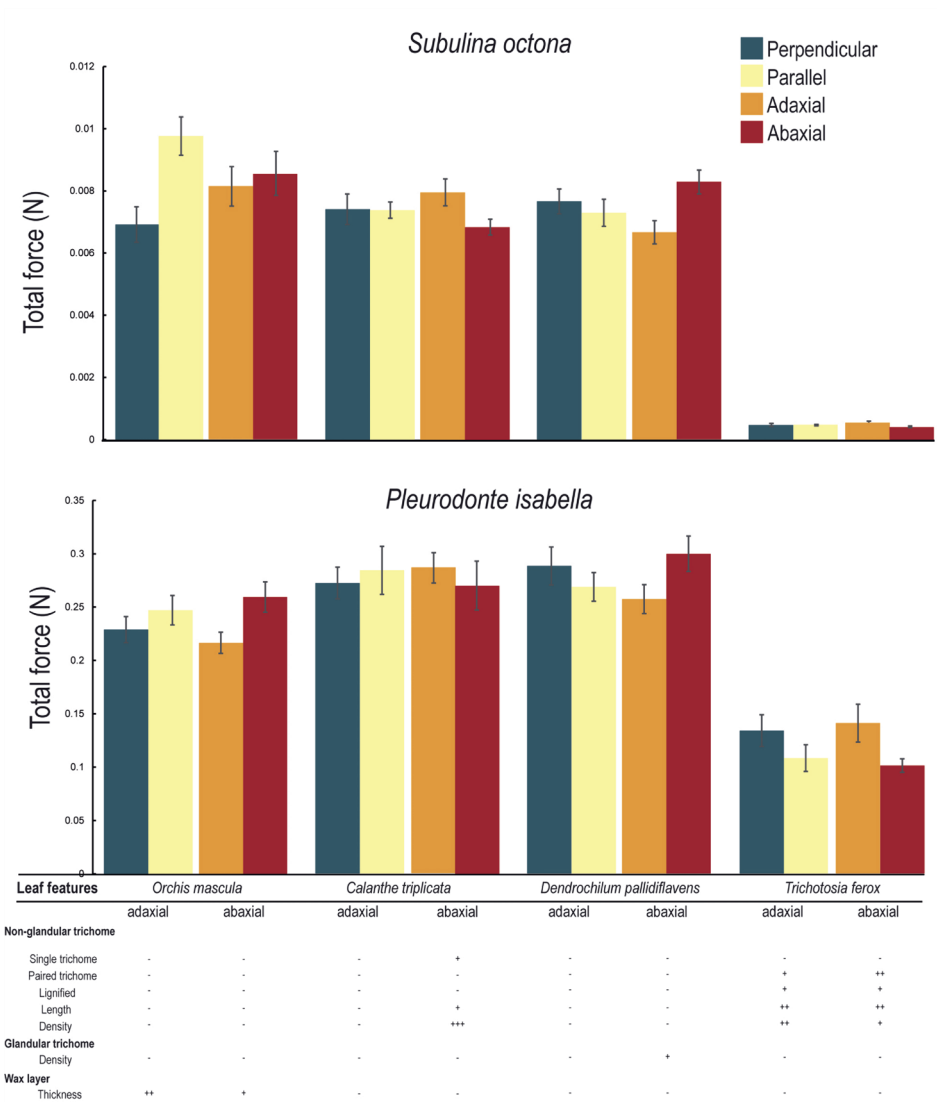 Subulina octona
Perpendicular
Parallel
Adaxial
Abaxial
Total force (N)
0.012
0.01
0.008
0.006
0.004
0.002
0
Pleurodonte isabella
Total force (N)
0.35
0.3
0.25
0.2
0.15
0.1
0.05
0
Leaf features Orchis mascula Calanthe triplicata Dendrochilum pallidiflavens Trichotosia ferox
adaxial abaxial adaxial abaxial adaxial abaxial adaxial abaxial
Non-glandular trichome
Single trichome - - - + - - - -
Paired trichome - - - - - - + ++
Lignified - - - - - - + +
Length - - - + - - ++ ++
Density - - - +++ - - ++ +
Glandular trichome
Density - - - - - + - -
Wax layer
Thickness ++ + - - - - - -